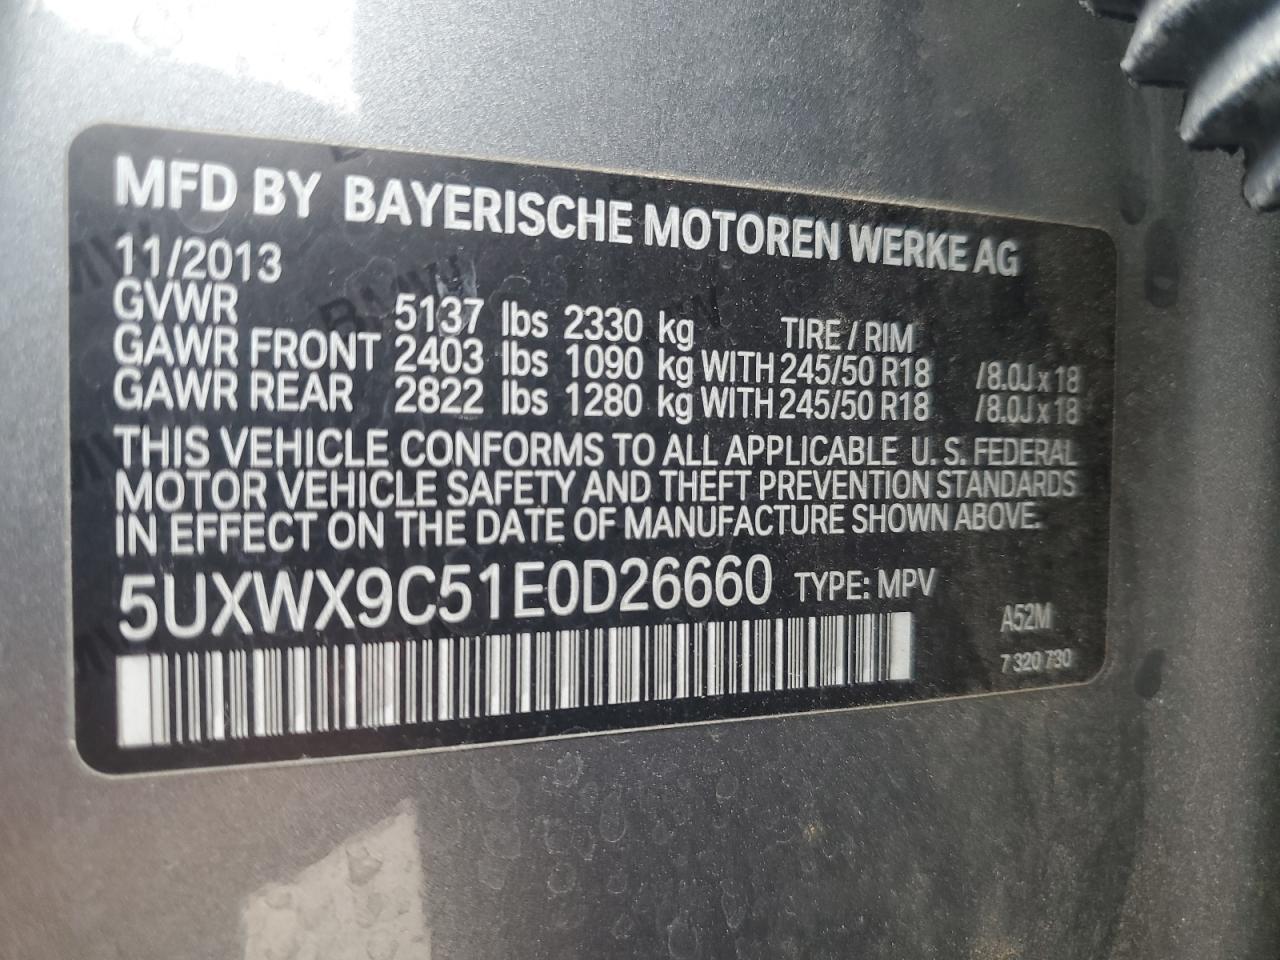 MFD BY BAYERISCHE MOTOREN WERKE AG
11/2013
GVWR 5137 lbs 2330 kg TIRE / RIM
GAWR FRONT 2403 lbs 1090 kg WITH 245/50 R18 /8.0J x 18
GAWR REAR 2822 lbs 1280 kg WITH 245/50 R18 /8.0J x 18
THIS VEHICLE CONFORMS TO ALL APPLICABLE U. S. FEDERAL
MOTOR VEHICLE SAFETY AND THEFT PREVENTION STANDARDS
IN EFFECT ON THE DATE OF MANUFACTURE SHOWN ABOVE.
5UXWX9C51E0D26660 TYPE: MPV
A52M
7 320 730